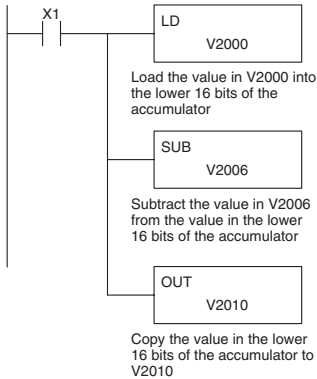 X1
LD
V2000
Load the value in V2000 into
the lower 16 bits of the
accumulator
SUB
V2006
Subtract the value in V2006
from the value in the lower
16 bits of the accumulator
OUT
V2010
Copy the value in the lower
16 bits of the accumulator to
V2010